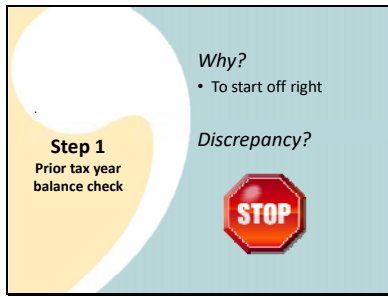 .
Step 1
Prior tax year
balance check
Why?
• To start off right
Discrepancy?
STOP